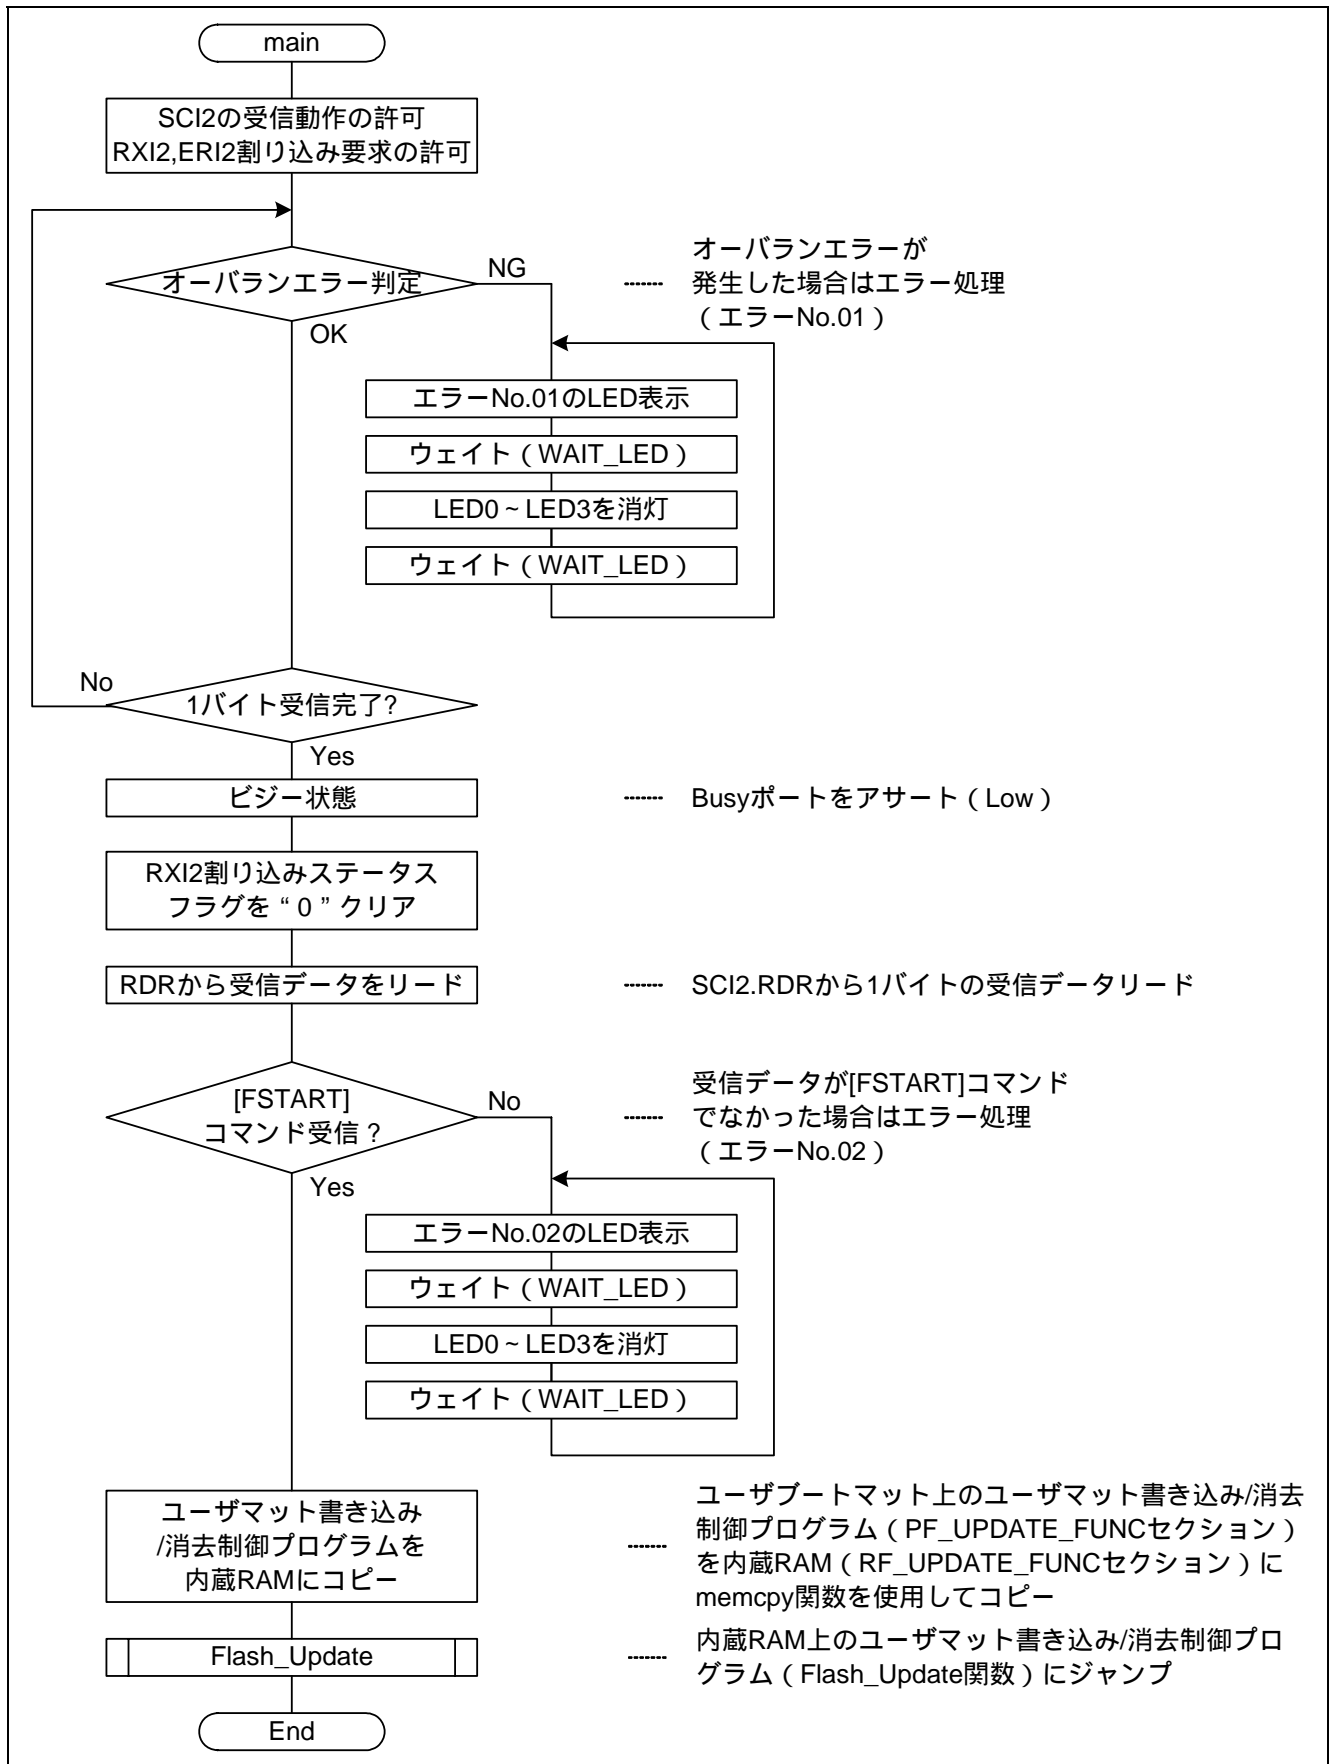 main
SCI2の受信動作の許可
RXI2,ERI2割り込み要求の許可
オーバランエラー判定
NG
OK
オーバランエラーが
発生した場合はエラー処理
(エラーNo.01)
エラーNo.01のLED表示
ウェイト(WAIT_LED)
LED0~LED3を消灯
ウェイト(WAIT_LED)
No
1バイト受信完了?
Yes
ビジー状態
Busyポートをアサート(Low)
RXI2割り込みステータス
フラグを“0”クリア
RDRから受信データをリード
SCI2.RDRから1バイトの受信データリード
[FSTART]
コマンド受信?
No
Yes
受信データが[FSTART]コマンド
でなかった場合はエラー処理
(エラーNo.02)
エラーNo.02のLED表示
ウェイト(WAIT_LED)
LED0~LED3を消灯
ウェイト(WAIT_LED)
ユーザマット書き込み
/消去制御プログラムを
内蔵RAMにコピー
ユーザブートマット上のユーザマット書き込み/消去
制御プログラム(PF_UPDATE_FUNCセクション)
を内蔵RAM(RF_UPDATE_FUNCセクション)に
memcpy関数を使用してコピー
Flash_Update
内蔵RAM上のユーザマット書き込み/消去制御プロ
グラム(Flash_Update関数)にジャンプ
End